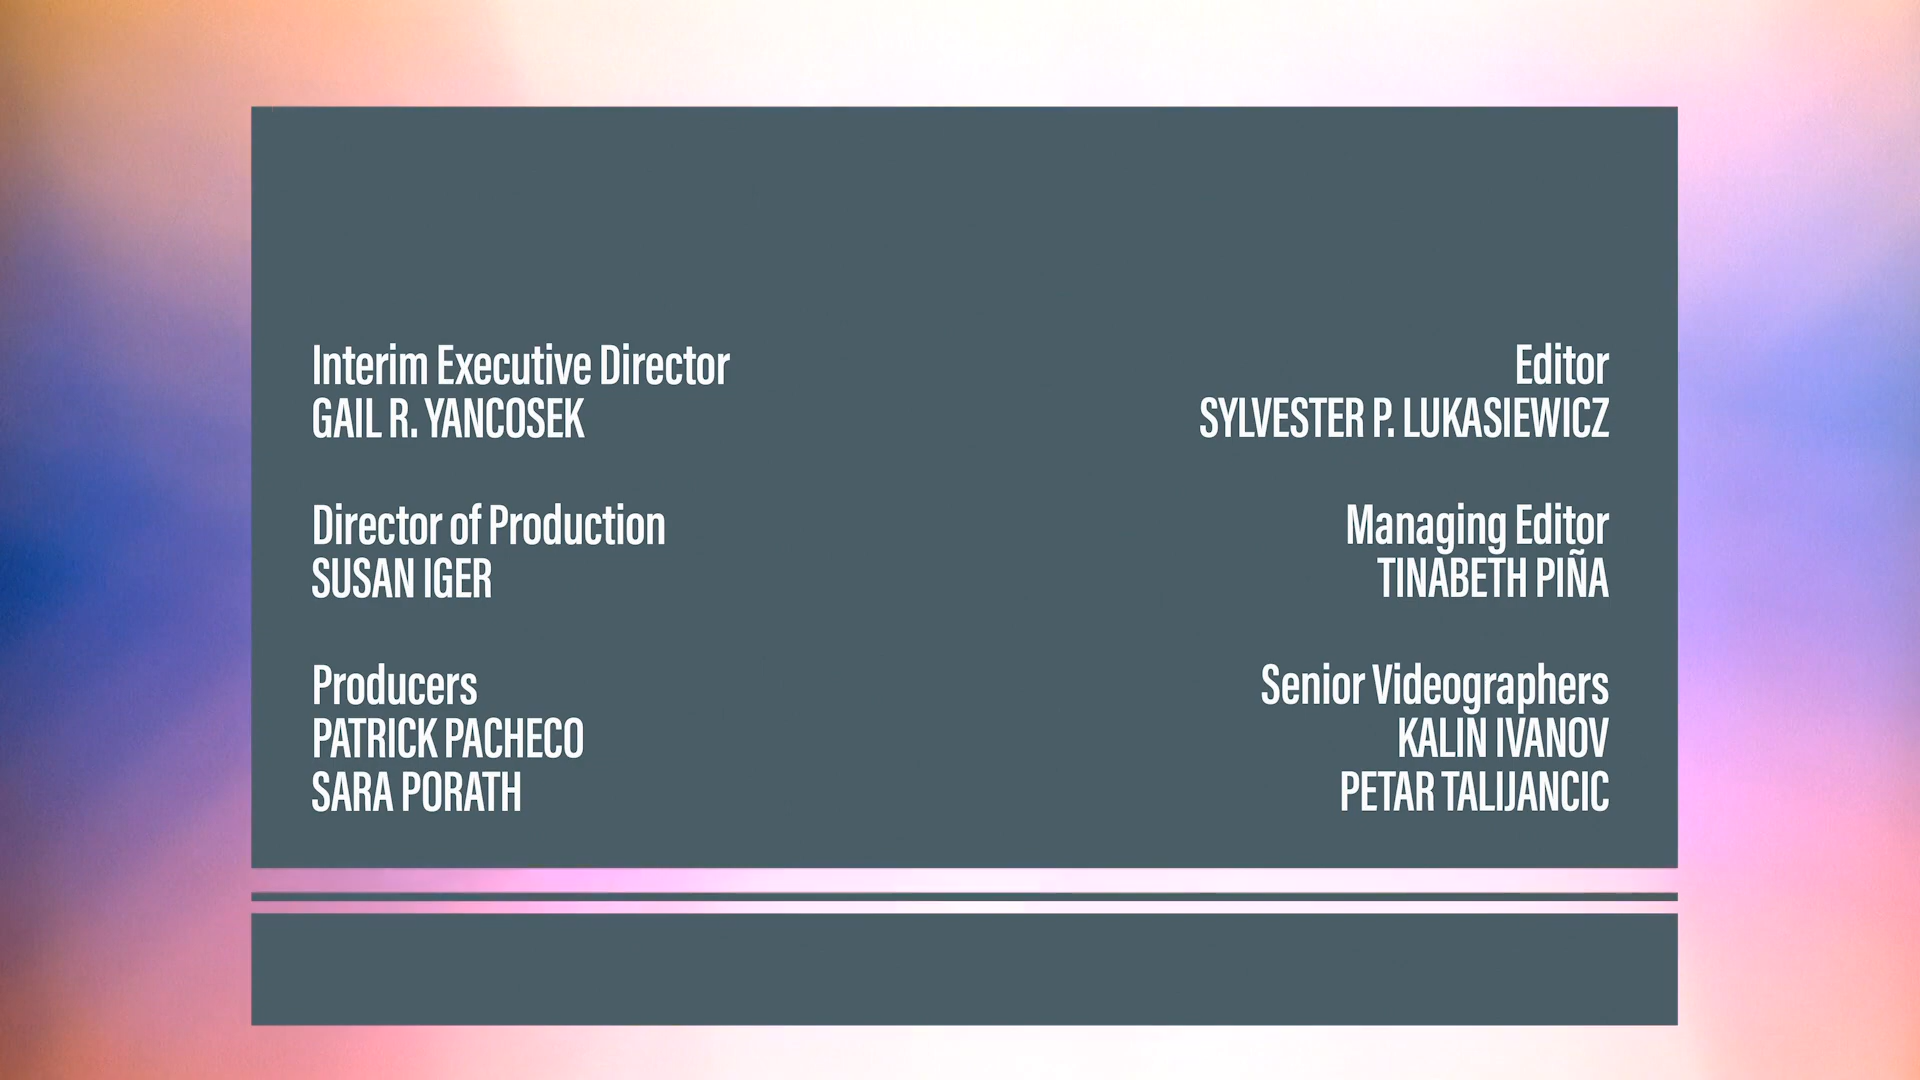 Interim Executive Director
GAIL R. YANCOSEK
Director of Production
SUSAN IGER
Producers
PATRICK PACHECO
SARA PORATH
Editor
SYLVESTER P. LUKASIEWICZ
Managing Editor
TINABETH PIÑA
Senior Videographers
KALIN IVANOV
PETAR TALIJANCIC